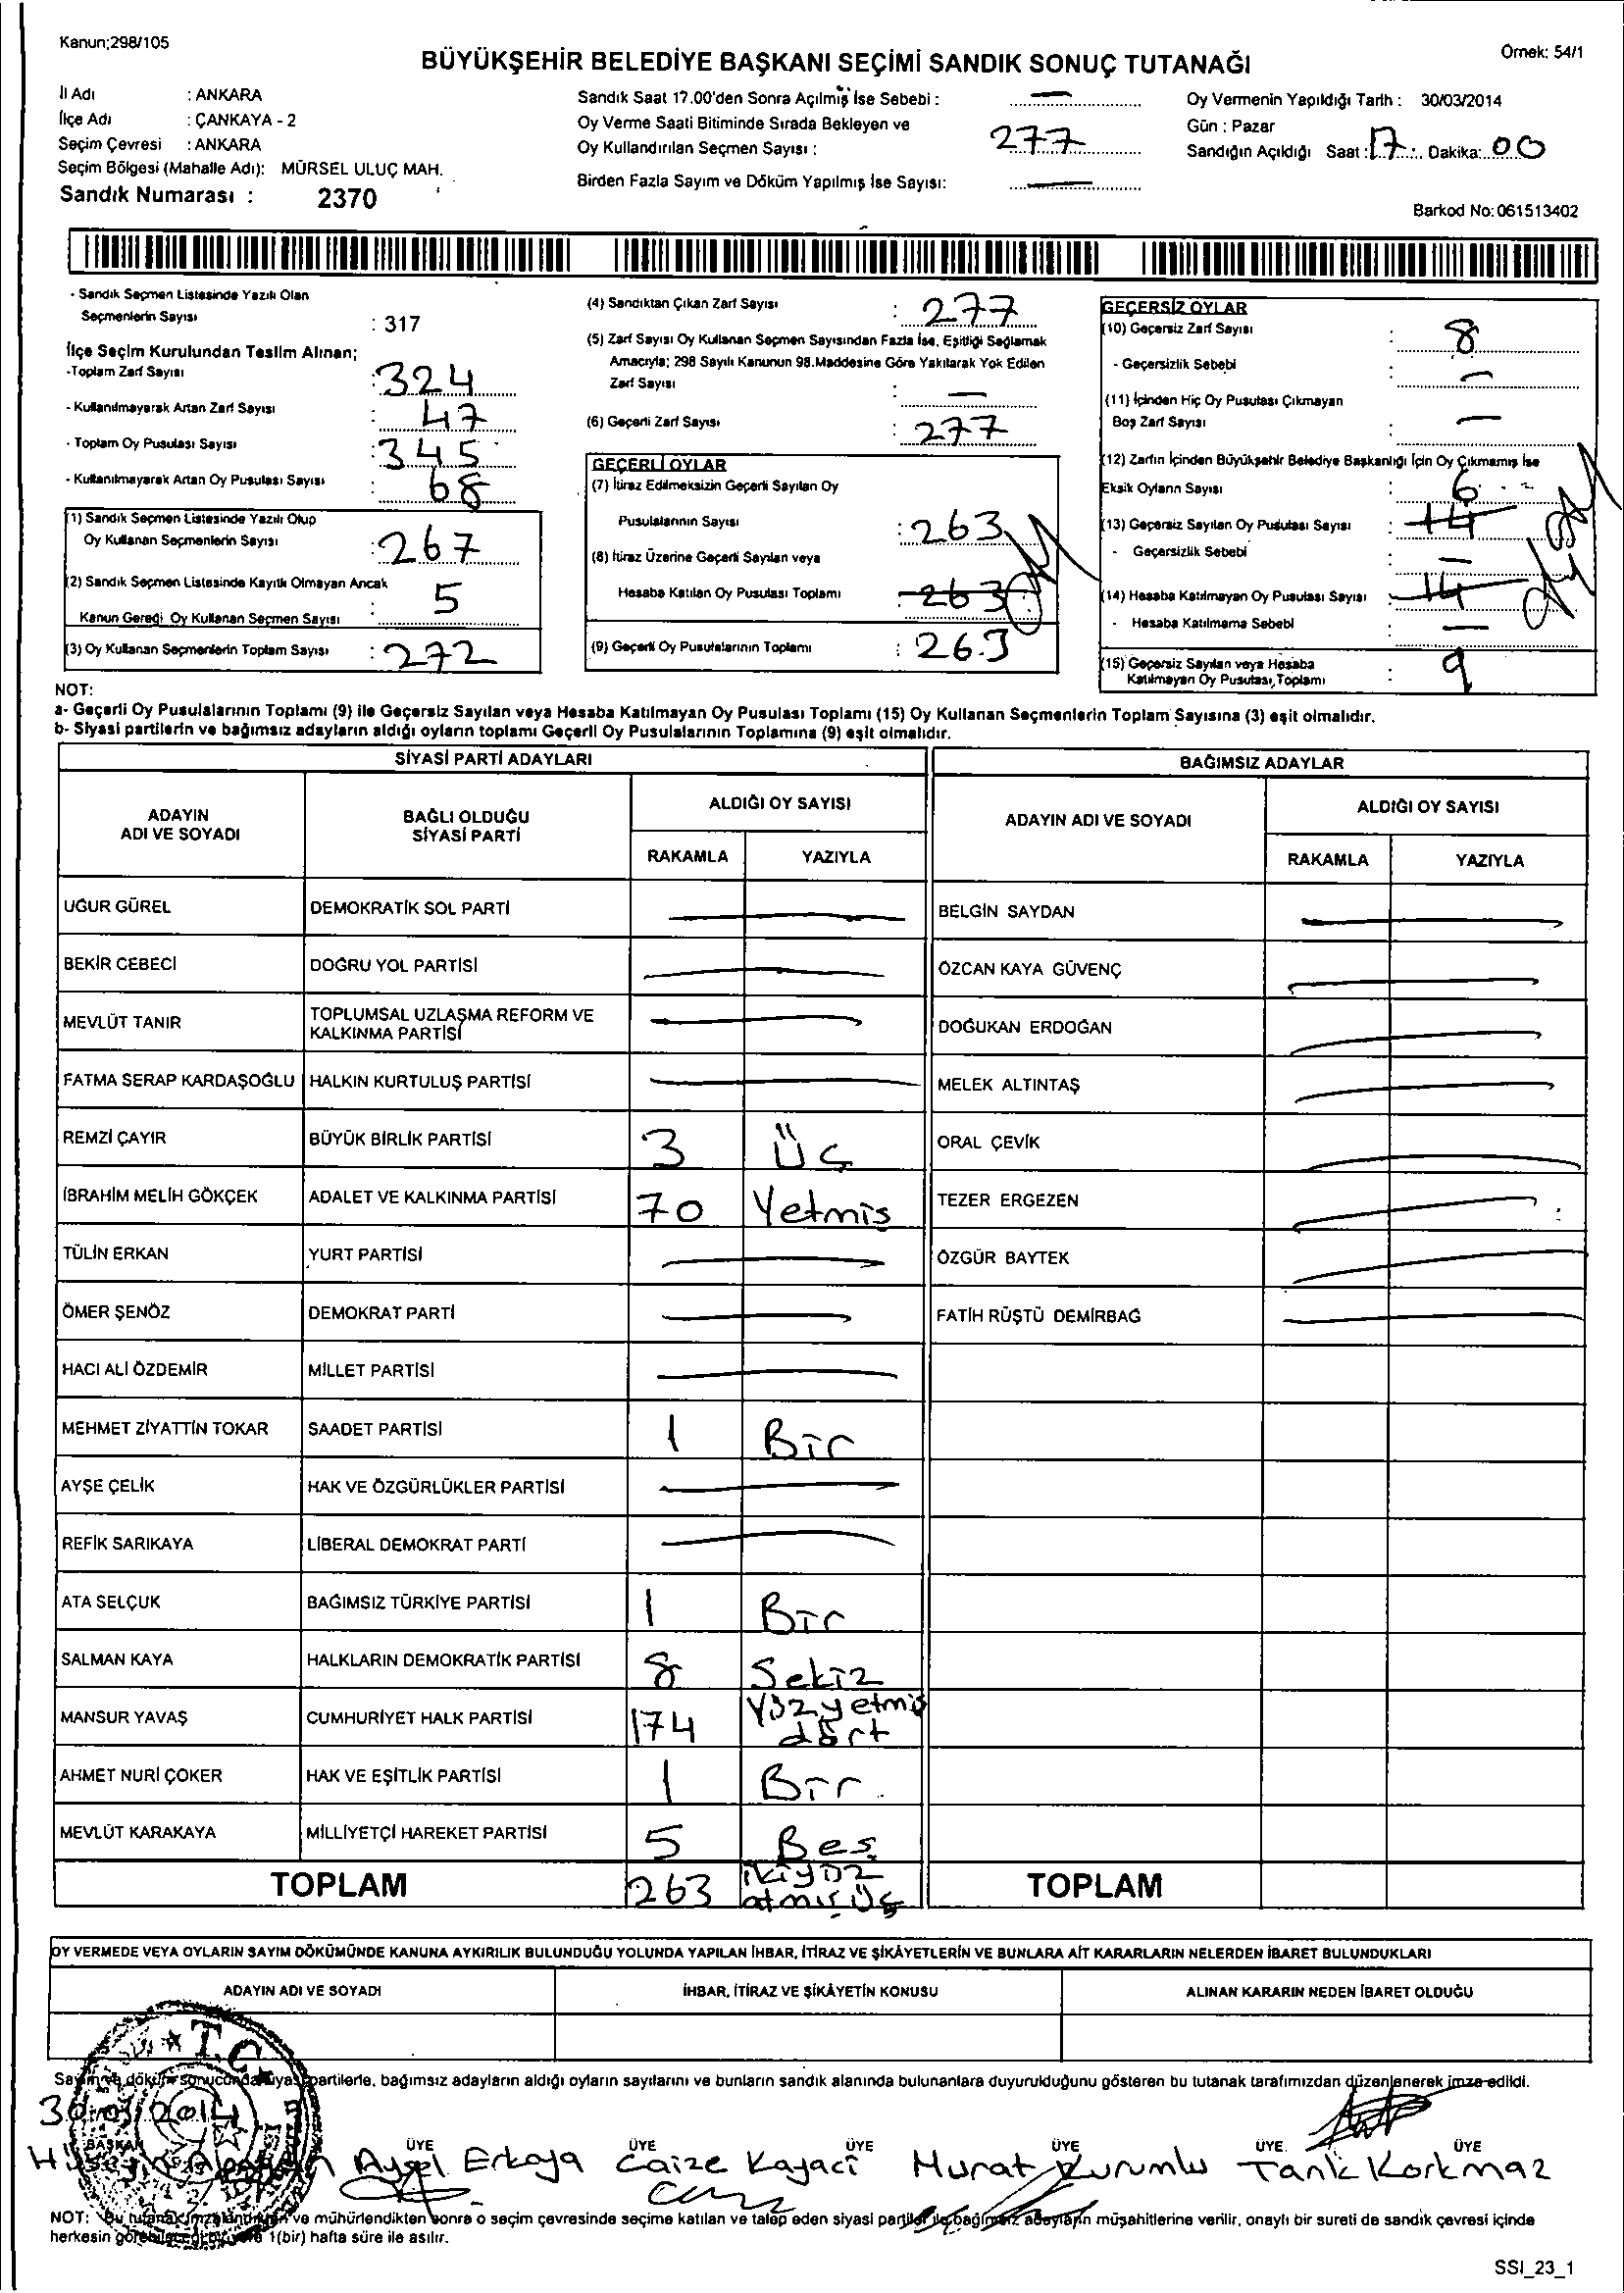 Kanun;298/105
Örnek: 54/1
BÜYÜKŞEHİR BELEDİYE BAŞKANI SEÇİMİ SANDIK SONUÇ TUTANAĞI
İl Adı : ANKARA
İlçe Adı : ÇANKAYA - 2
Seçim Çevresi : ANKARA
Seçim Bölgesi (Mahalle Adı): MÜRSEL ULUÇ MAH.
Sandık Numarası : 2370
Sandık Saat 17.00'den Sonra Açılmış İse Sebebi : —
Oy Verme Saati Bitiminde Sırada Bekleyen ve
Oy Kullandırılan Seçmen Sayısı : 277
Birden Fazla Sayım ve Döküm Yapılmış İse Sayısı: —
Oy Vermenin Yapıldığı Tarih : 30/03/2014
Gün : Pazar
Sandığın Açıldığı Saat : 17 Dakika: 00
Barkod No: 061513402
- Sandık Seçmen Listesinde Yazılı Olan
Seçmenlerin Sayısı : 317
İlçe Seçim Kurulundan Teslim Alınan;
-Toplam Zarf Sayısı : 324
- Kullanılmayarak Artan Zarf Sayısı : 47
- Toplam Oy Pusulası Sayısı : 345
- Kullanılmayarak Artan Oy Pusulası Sayısı : 68
(1) Sandık Seçmen Listesinde Yazılı Olup
Oy Kullanan Seçmenlerin Sayısı : 267
(2) Sandık Seçmen Listesinde Kayıtlı Olmayan Ancak
Kanun Gereği Oy Kullanan Seçmen Sayısı : 5
(3) Oy Kullanan Seçmenlerin Toplam Sayısı : 272
(4) Sandıktan Çıkan Zarf Sayısı : 277
(5) Zarf Sayısı Oy Kullanan Seçmen Sayısından Fazla İse, Eşitliği Sağlamak
Amacıyla; 298 Sayılı Kanunun 98.Maddesine Göre Yakılarak Yok Edilen
Zarf Sayısı : —
(6) Geçerli Zarf Sayısı : 277
GEÇERLİ OYLAR
(7) İtiraz Edilmeksizin Geçerli Sayılan Oy
Pusulalarının Sayısı : 263
(8) İtiraz Üzerine Geçerli Sayılan veya
Hesaba Katılan Oy Pusulası Toplamı : 263
(9) Geçerli Oy Pusulalarının Toplamı : 263
GEÇERSİZ OYLAR
(10) Geçersiz Zarf Sayısı : 8
- Geçersizlik Sebebi : —
(11) İçinden Hiç Oy Pusulası Çıkmayan
Boş Zarf Sayısı : —
(12) Zarfın İçinden Büyükşehir Belediye Başkanlığı İçin Oy Çıkmamış İse
Eksik Oyların Sayısı : 6
(13) Geçersiz Sayılan Oy Pusulası Sayısı : 14
- Geçersizlik Sebebi : —
(14) Hesaba Katılmayan Oy Pusulası Sayısı : 14
- Hesaba Katılmama Sebebi : —
(15) Geçersiz Sayılan veya Hesaba
Katılmayan Oy Pusulası Toplamı : 9
NOT:
a- Geçerli Oy Pusulalarının Toplamı (9) ile Geçersiz Sayılan veya Hesaba Katılmayan Oy Pusulası Toplamı (15) Oy Kullanan Seçmenlerin Toplam Sayısına (3) eşit olmalıdır.
b- Siyasi partilerin ve bağımsız adayların aldığı oyların toplamı Geçerli Oy Pusulalarının Toplamına (9) eşit olmalıdır.
SİYASİ PARTİ ADAYLARI
ADAYIN ADI VE SOYADI
BAĞLI OLDUĞU SİYASİ PARTİ
ALDIĞI OY SAYISI
RAKAMLA YAZIYLA
UĞUR GÜREL DEMOKRATİK SOL PARTİ —
BEKİR CEBECİ DOĞRU YOL PARTİSİ —
MEVLÜT TANIR TOPLUMSAL UZLAŞMA REFORM VE KALKINMA PARTİSİ —
FATMA SERAP KARDAŞOĞLU HALKIN KURTULUŞ PARTİSİ —
REMZİ ÇAYIR BÜYÜK BİRLİK PARTİSİ 3 Üç
İBRAHİM MELİH GÖKÇEK ADALET VE KALKINMA PARTİSİ 70 Yetmiş
TÜLİN ERKAN YURT PARTİSİ —
ÖMER ŞENÖZ DEMOKRAT PARTİ —
HACI ALİ ÖZDEMİR MİLLET PARTİSİ —
MEHMET ZİYATTİN TOKAR SAADET PARTİSİ 1 Bir
AYŞE ÇELİK HAK VE ÖZGÜRLÜKLER PARTİSİ —
REFİK SARIKAYA LİBERAL DEMOKRAT PARTİ —
ATA SELÇUK BAĞIMSIZ TÜRKİYE PARTİSİ 1 Bir
SALMAN KAYA HALKLARIN DEMOKRATİK PARTİSİ 8 Sekiz
MANSUR YAVAŞ CUMHURİYET HALK PARTİSİ 174 Yüzyetmiş dört
AHMET NURİ ÇOKER HAK VE EŞİTLİK PARTİSİ 1 Bir
MEVLÜT KARAKAYA MİLLİYETÇİ HAREKET PARTİSİ 5 Beş
TOPLAM 263 ikiyüz atmışüç
BAĞIMSIZ ADAYLAR
ADAYIN ADI VE SOYADI
ALDIĞI OY SAYISI
RAKAMLA YAZIYLA
BELGİN SAYDAN —
ÖZCAN KAYA GÜVENÇ —
DOĞUKAN ERDOĞAN —
MELEK ALTINTAŞ —
ORAL ÇEVİK —
TEZER ERGEZEN —
ÖZGÜR BAYTEK —
FATİH RÜŞTÜ DEMİRBAĞ —
TOPLAM
OY VERMEDE VEYA OYLARIN SAYIM DÖKÜMÜNDE KANUNA AYKIRILIK BULUNDUĞU YOLUNDA YAPILAN İHBAR, İTİRAZ VE ŞİKÂYETLERİN VE BUNLARA AİT KARARLARIN NELERDEN İBARET BULUNDUKLARI
ADAYIN ADI VE SOYADI
İHBAR, İTİRAZ VE ŞİKÂYETİN KONUSU
ALINAN KARARIN NEDEN İBARET OLDUĞU
T.C.
Sayım ve döküm sonucunda siyasi partilerle, bağımsız adayların aldığı oyların sayılarını ve bunların sandık alanında bulunanlara duyurulduğunu gösteren bu tutanak tarafımızdan düzenlenerek imza edildi.
30/03/2014
BAŞKAN ÜYE ÜYE ÜYE ÜYE ÜYE ÜYE
Aysel Erkaya Caize Kayacı Murat Kurumlu Tarık Korkmaz
NOT: Bu tutanak imzalandıktan ve mühürlendikten sonra o seçim çevresinde seçime katılan ve talep eden siyasi partiler ile bağımsız adayların müşahitlerine verilir, onaylı bir sureti de sandık çevresi içinde
herkesin görebileceği bir yere 1(bir) hafta süre ile asılır.
SSI_23_1